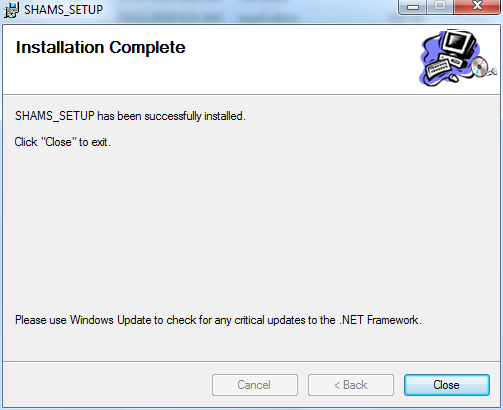 SHAMS_SETUP
Installation Complete
SHAMS_SETUP has been successfully installed.
Click "Close" to exit.
Please use Windows Update to check for any critical updates to the .NET Framework.
Cancel
< Back
Close